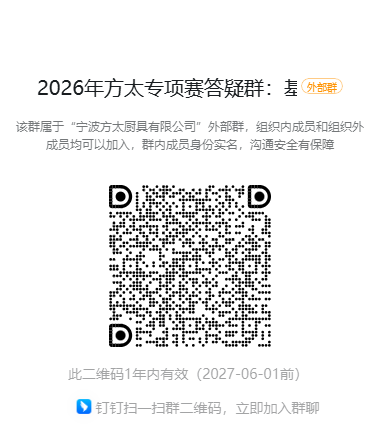 2026年方太专项赛答疑群：基
外部群
该群属于“宁波方太厨具有限公司”外部群，组织内成员和组织外
成员均可以加入，群内成员身份实名，沟通安全有保障
此二维码1年内有效（2027-06-01前）
钉钉扫一扫群二维码，立即加入群聊